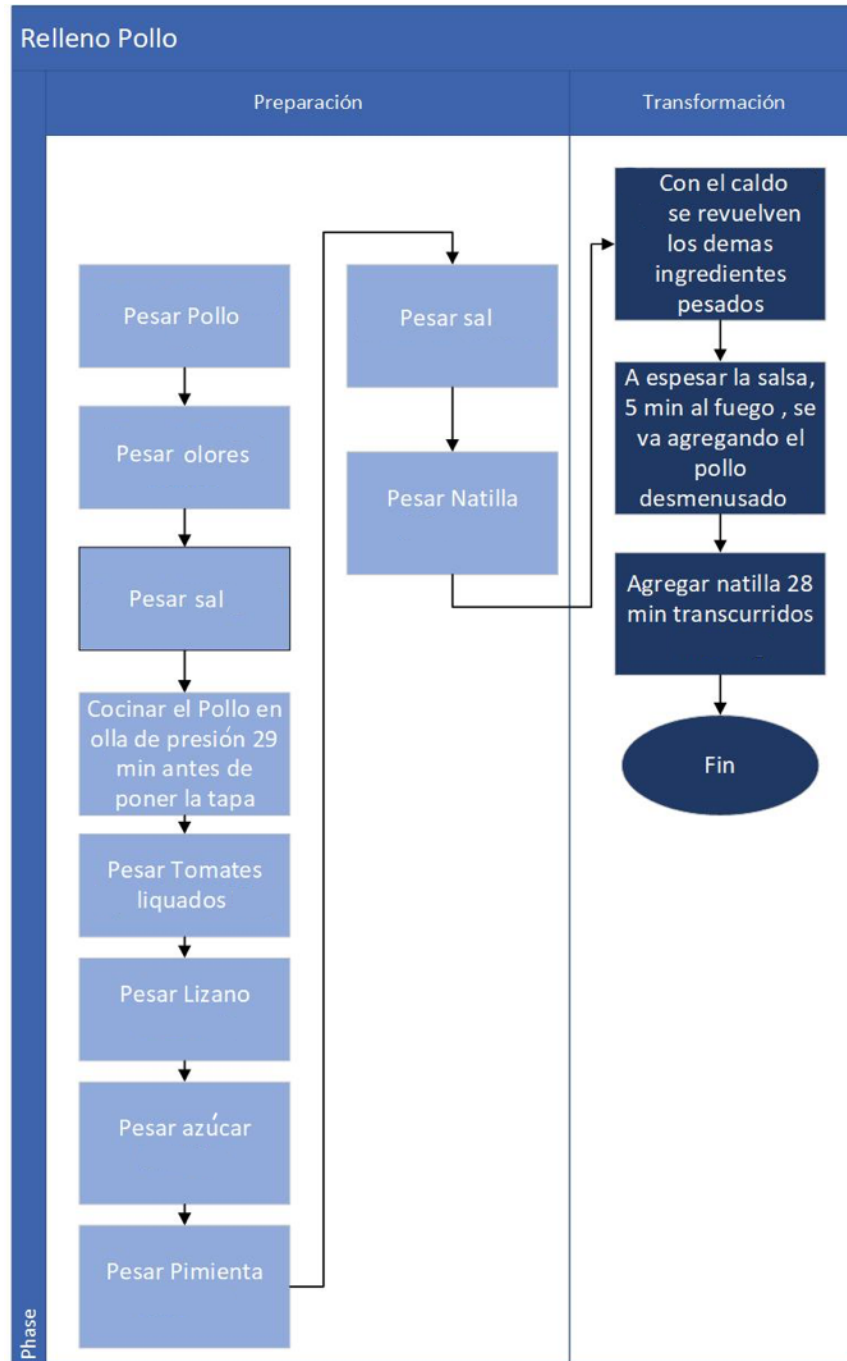 Relleno Pollo
Preparación
Transformación
Pesar Pollo
Pesar olores
Pesar sal
Cocinar el Pollo en
olla de presión 29
min antes de
poner la tapa
Pesar Tomates
liquados
Pesar Lizano
Pesar azúcar
Pesar Pimienta
Pesar sal
Pesar Natilla
Con el caldo
se revuelven
los demas
ingredientes
pesados
A espesar la salsa,
5 min al fuego , se
va agregando el
pollo
desmenusado
Agregar natilla 28
min transcurridos
Fin
Phase